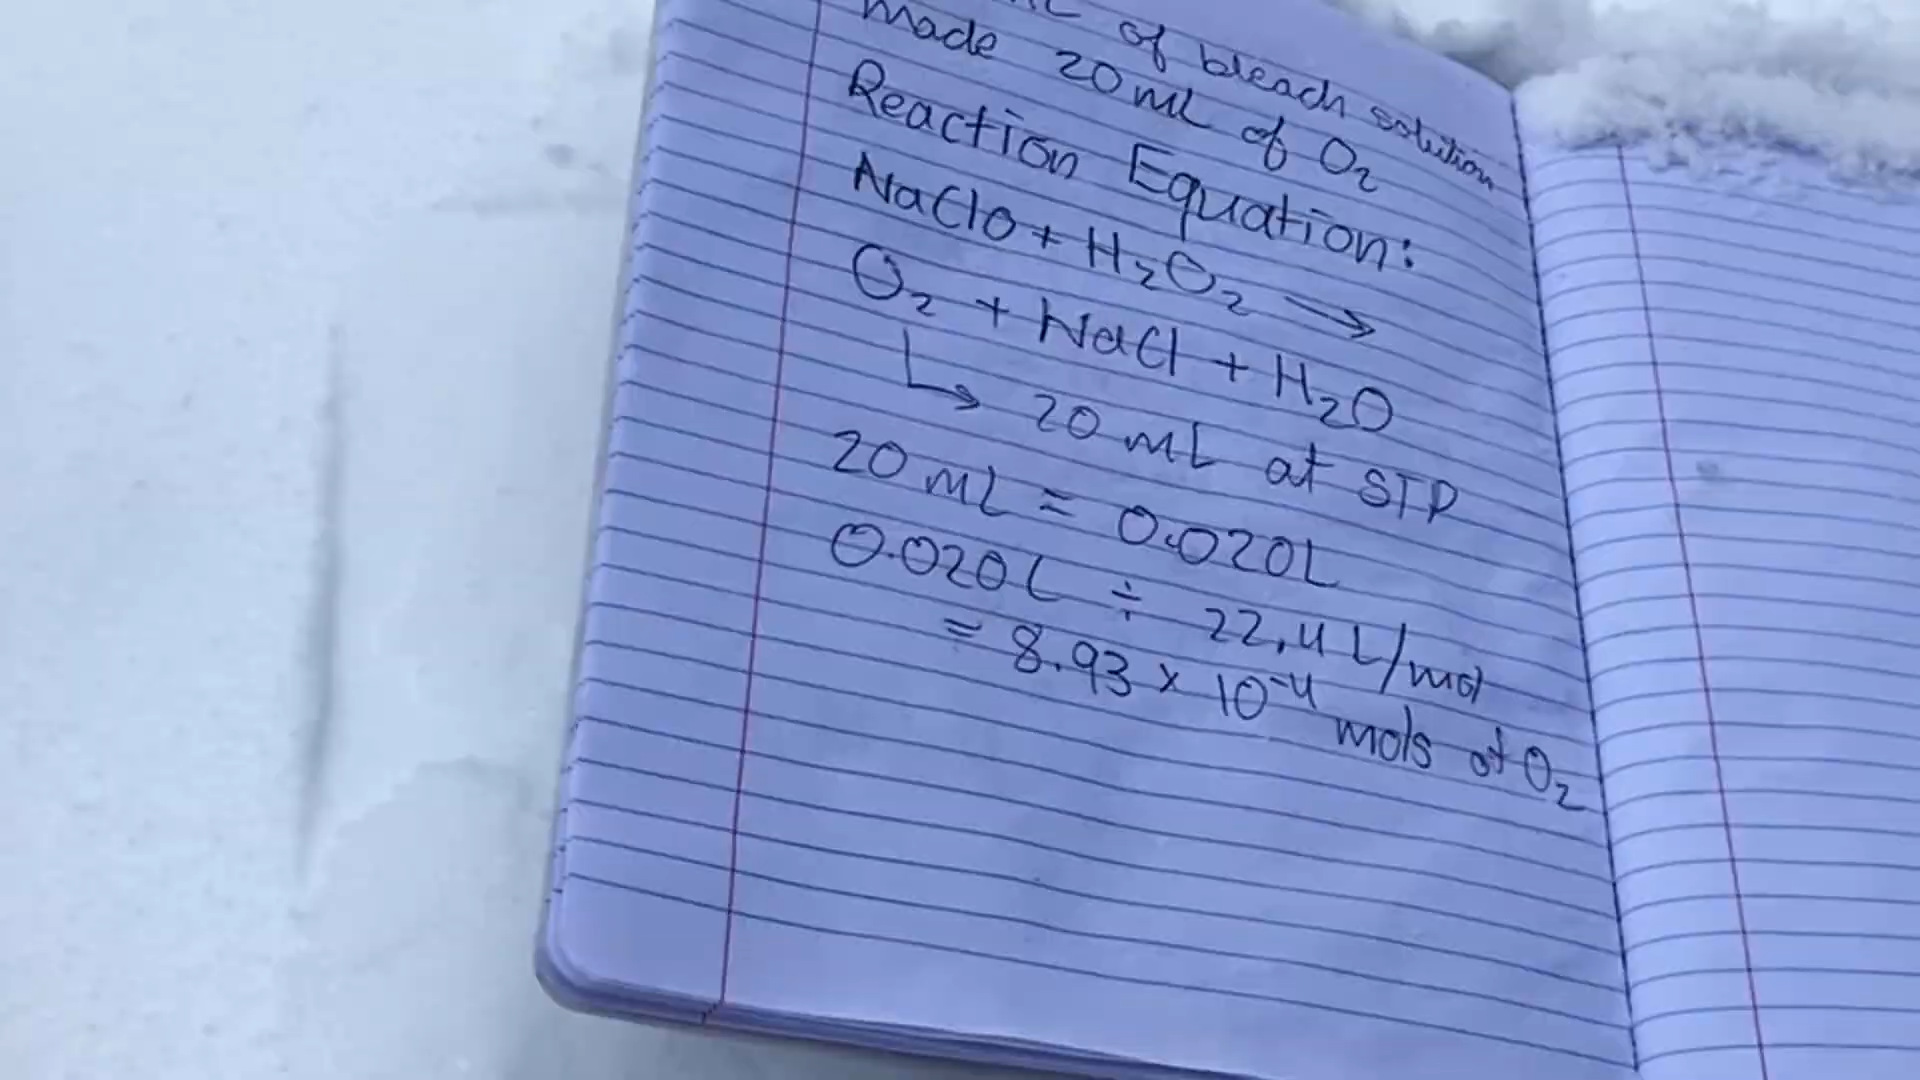 of bleach solution
made 20 mL of O₂
Reaction Equation:
NaClO + H₂O₂ →
O₂ + NaCl + H₂O
↳ 20 mL at STP
20 mL = 0.020L
0.020L ÷ 22.4 L/mol
= 8.93 × 10⁻⁴ mols of O₂